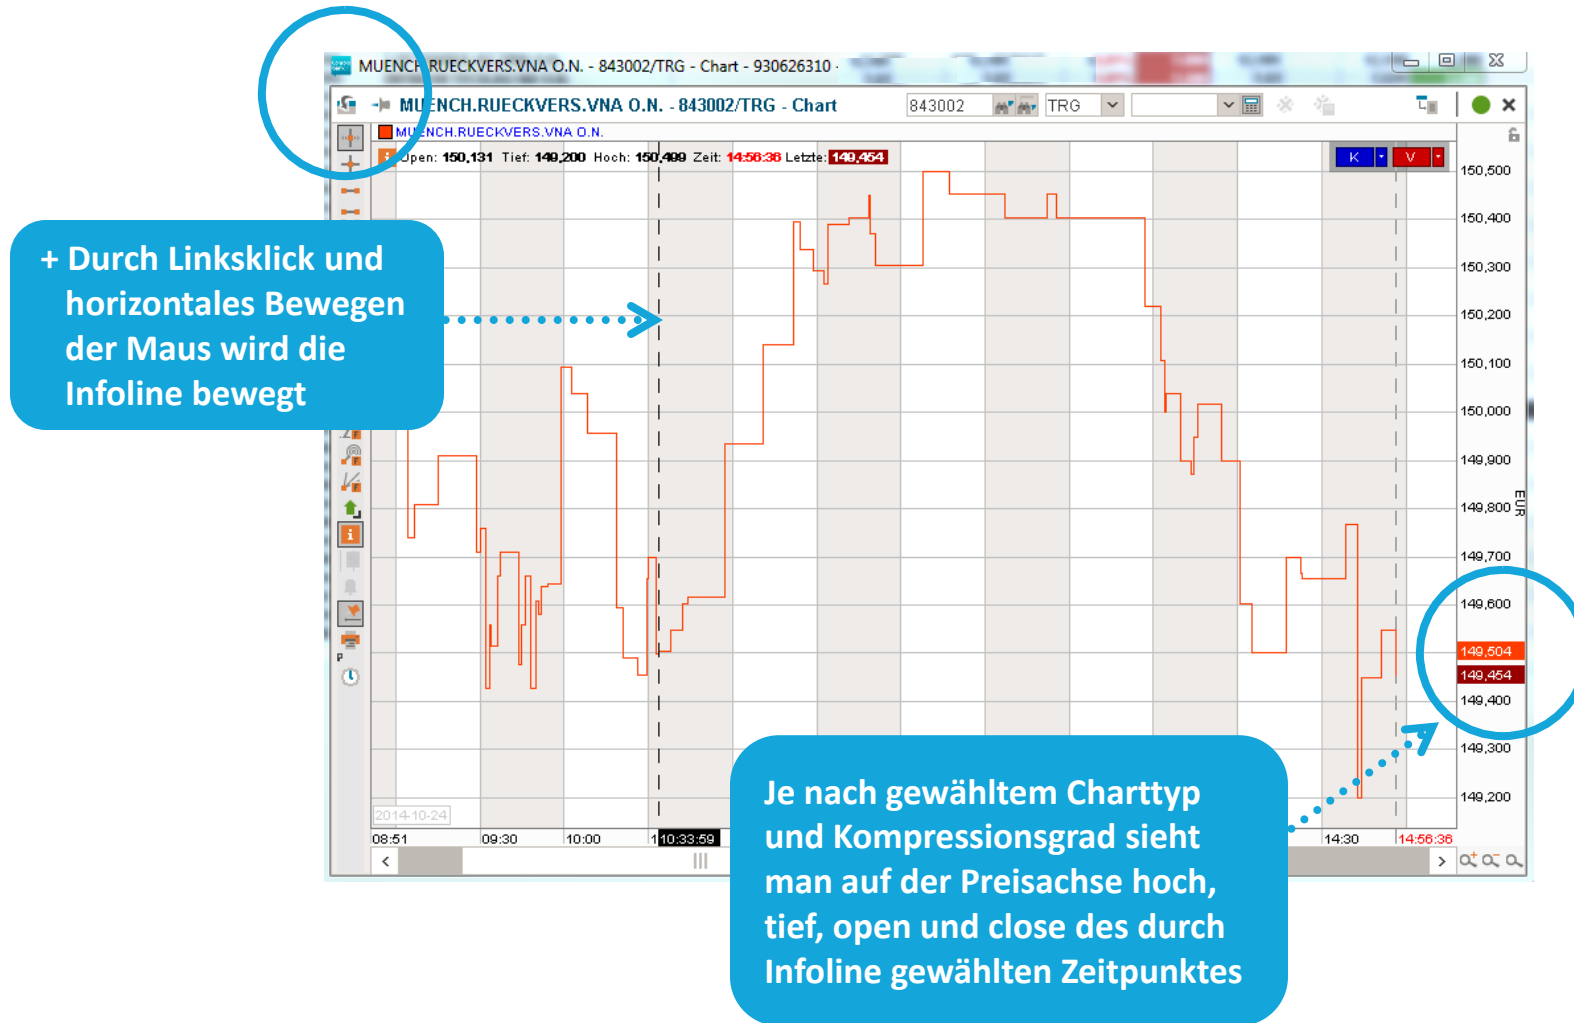 MUENCH.RUECKVERS.VNA O.N. - 843002/TRG - Chart - 930626310 -
MUENCH.RUECKVERS.VNA O.N. - 843002/TRG - Chart
843002
TRG
MUENCH.RUECKVERS.VNA O.N.
Open: 150,131 Tief: 149,200 Hoch: 150,499 Zeit: 14:56:36 Letzte: 149,454
K
V
150,500
150,400
150,300
150,200
150,100
150,000
149,900
149,800
149,700
149,600
149,504
149,454
149,400
149,300
149,200
EUR
+ Durch Linksklick und
horizontales Bewegen
der Maus wird die
Infoline bewegt
Je nach gewähltem Charttyp
und Kompressionsgrad sieht
man auf der Preisachse hoch,
tief, open und close des durch
Infoline gewählten Zeitpunktes
2014-10-24
08:51
09:30
10:00
10:33:59
14:30
14:56:36
P